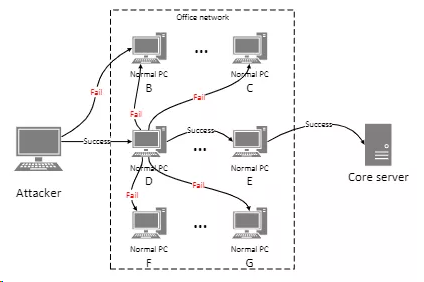 Office network
Normal PC
B
Normal PC
C
Fail
Fail
Fail
Success
Success
Success
Attacker
Normal PC
D
Normal PC
E
Core server
Fail
Fail
Normal PC
F
Normal PC
G